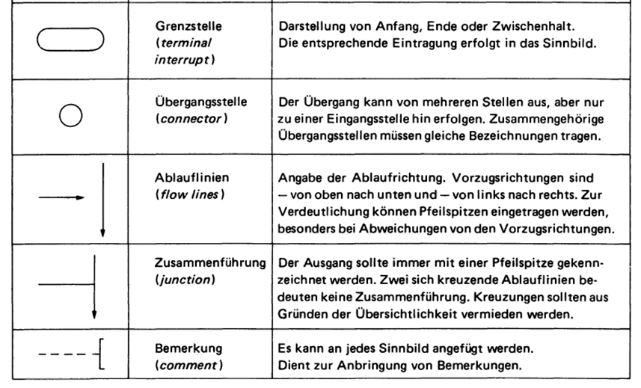 Grenzstelle
(terminal
interrupt)
Darstellung von Anfang, Ende oder Zwischenhalt.
Die entsprechende Eintragung erfolgt in das Sinnbild.
Übergangsstelle
(connector)
Der Übergang kann von mehreren Stellen aus, aber nur
zu einer Eingangsstelle hin erfolgen. Zusammengehörige
Übergangsstellen müssen gleiche Bezeichnungen tragen.
Ablauflinien
(flow lines)
Angabe der Ablaufrichtung. Vorzugsrichtungen sind
— von oben nach unten und — von links nach rechts. Zur
Verdeutlichung können Pfeilspitzen eingetragen werden,
besonders bei Abweichungen von den Vorzugsrichtungen.
Zusammenführung
(junction)
Der Ausgang sollte immer mit einer Pfeilspitze gekenn-
zeichnet werden. Zwei sich kreuzende Ablauflinien be-
deuten keine Zusammenführung. Kreuzungen sollten aus
Gründen der Übersichtlichkeit vermieden werden.
Bemerkung
(comment)
Es kann an jedes Sinnbild angefügt werden.
Dient zur Anbringung von Bemerkungen.